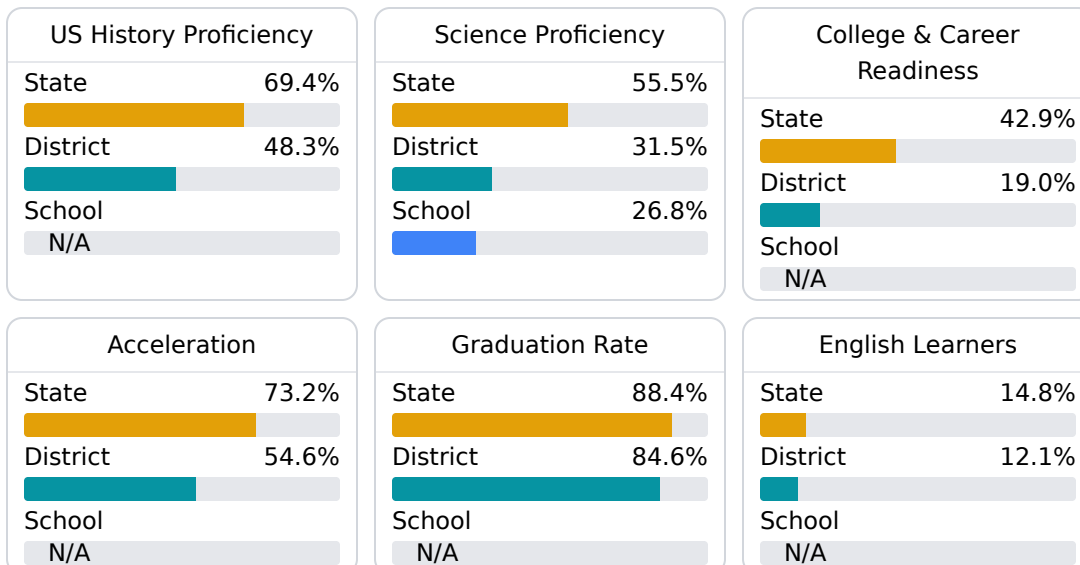 US History Proficiency
State 69.4%
District 48.3%
School
N/A
Science Proficiency
State 55.5%
District 31.5%
School 26.8%
College & Career
Readiness
State 42.9%
District 19.0%
School
N/A
Acceleration
State 73.2%
District 54.6%
School
N/A
Graduation Rate
State 88.4%
District 84.6%
School
N/A
English Learners
State 14.8%
District 12.1%
School
N/A